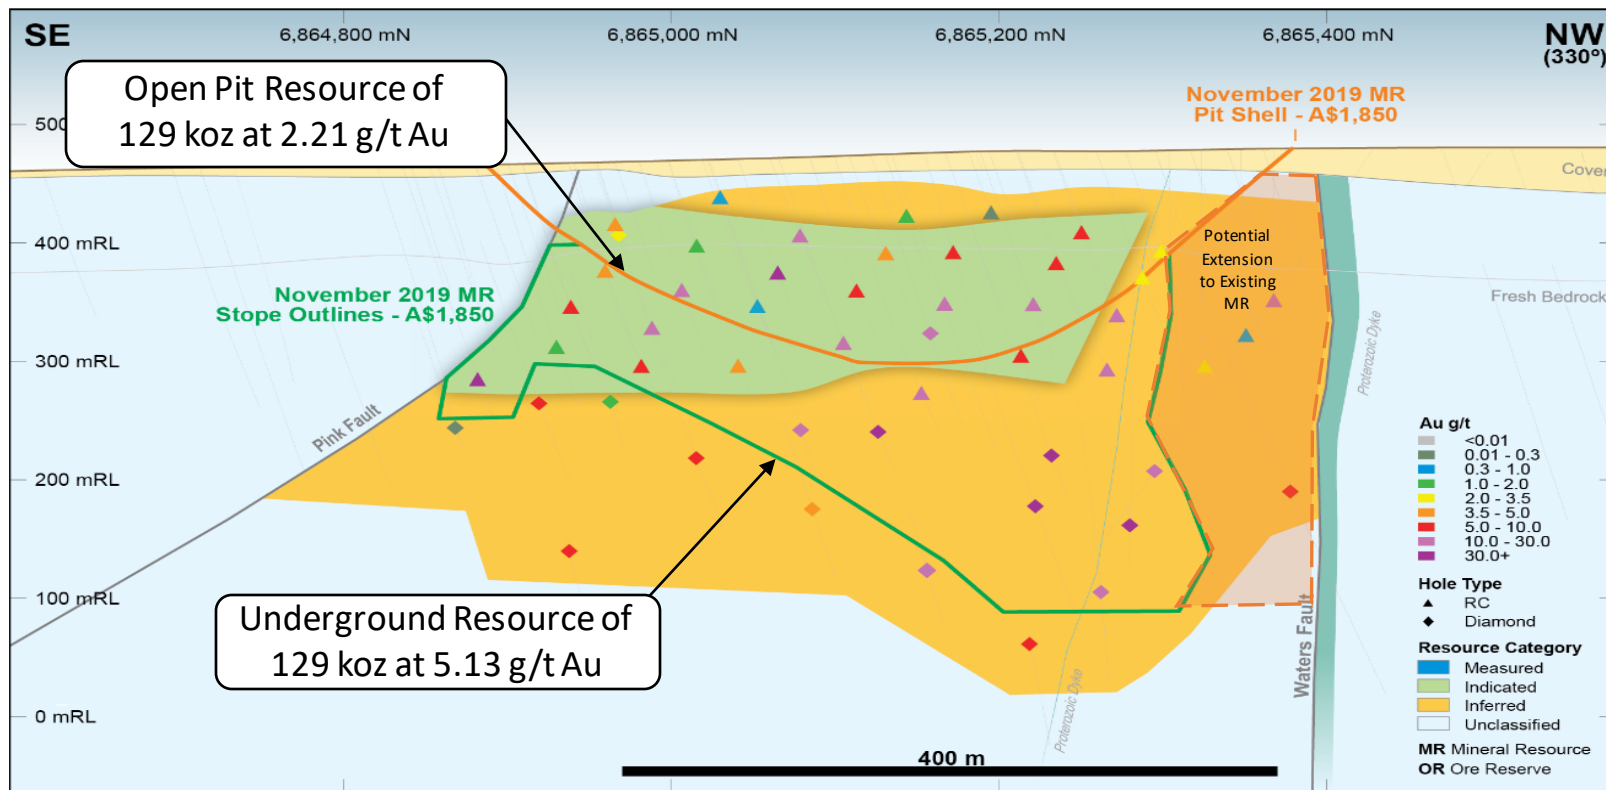 SE
6,864,800 mN
6,865,000 mN
6,865,200 mN
6,865,400 mN
NW
(330°)
Open Pit Resource of
129 koz at 2.21 g/t Au
November 2019 MR
Pit Shell - A$1,850
500
Cover
400 mRL
Potential
Extension
to Existing
MR
November 2019 MR
Stope Outlines - A$1,850
Fresh Bedrock
300 mRL
Proterozoic Dyke
Pink Fault
200 mRL
100 mRL
Underground Resource of
129 koz at 5.13 g/t Au
Waters Fault
Proterozoic Dyke
0 mRL
400 m
Au g/t
<0.01
0.01 - 0.3
0.3 - 1.0
1.0 - 2.0
2.0 - 3.5
3.5 - 5.0
5.0 - 10.0
10.0 - 30.0
30.0+
Hole Type
RC
Diamond
Resource Category
Measured
Indicated
Inferred
Unclassified
MR Mineral Resource
OR Ore Reserve